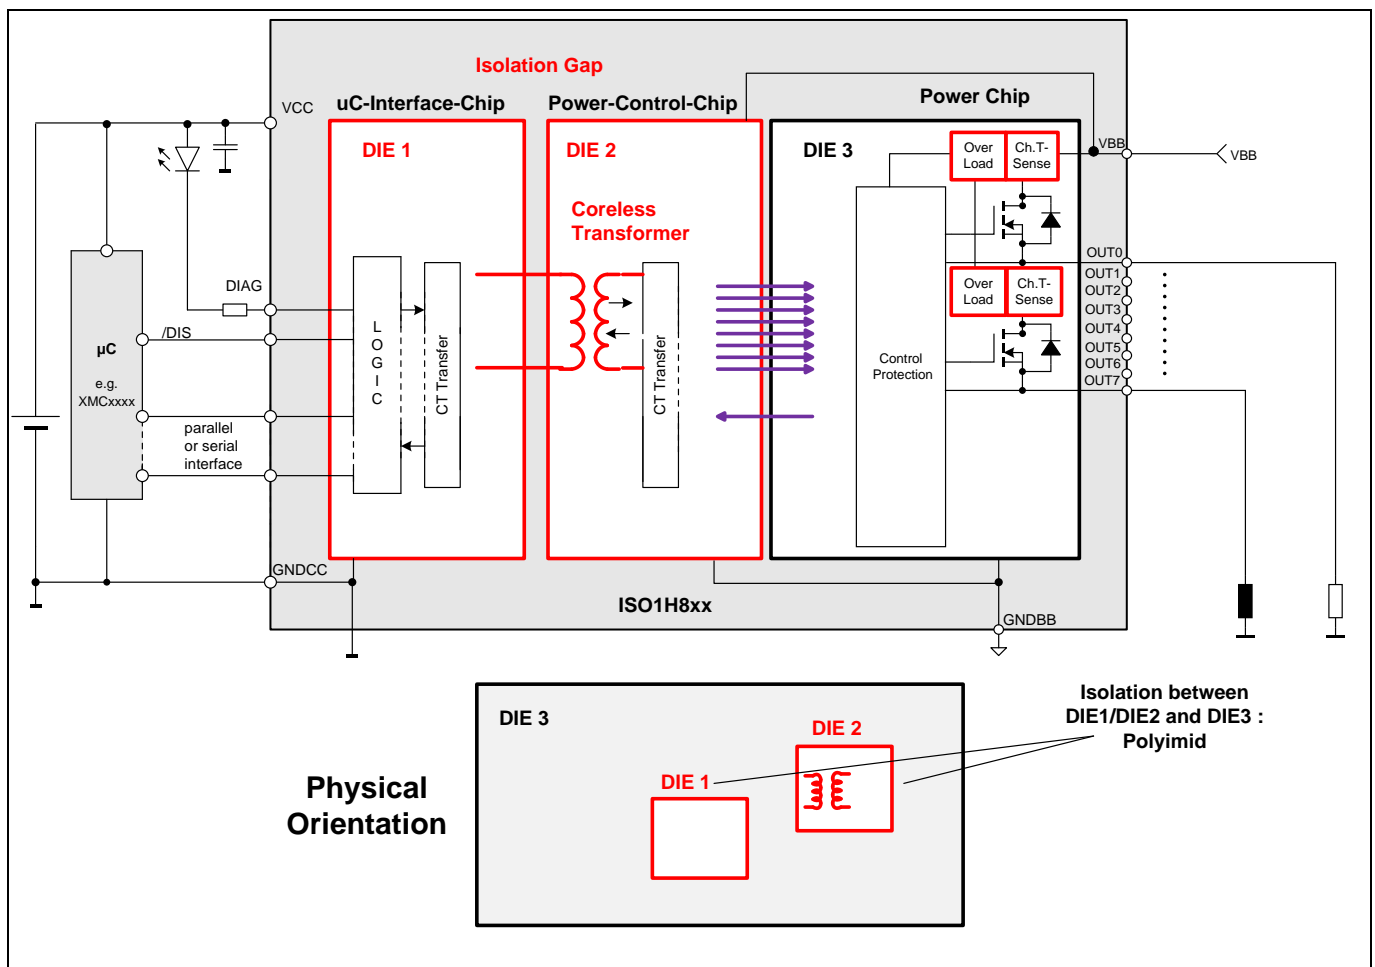 Isolation Gap
uC-Interface-Chip
Power-Control-Chip
Power Chip
VCC
DIE 1
DIE 2
DIE 3
Over
Load
Ch.T-
Sense
VBB
VBB
Coreless
Transformer
OUT0
OUT1
OUT2
OUT3
OUT4
OUT5
OUT6
OUT7
Over
Load
Ch.T-
Sense
DIAG
/DIS
µC
e.g.
XMCxxxx
parallel
or serial
interface
LOGIC
CT Transfer
CT Transfer
Control
Protection
GNDCC
ISO1H8xx
GNDBB
DIE 3
DIE 2
DIE 1
Isolation between
DIE1/DIE2 and DIE3 :
Polyimid
Physical
Orientation